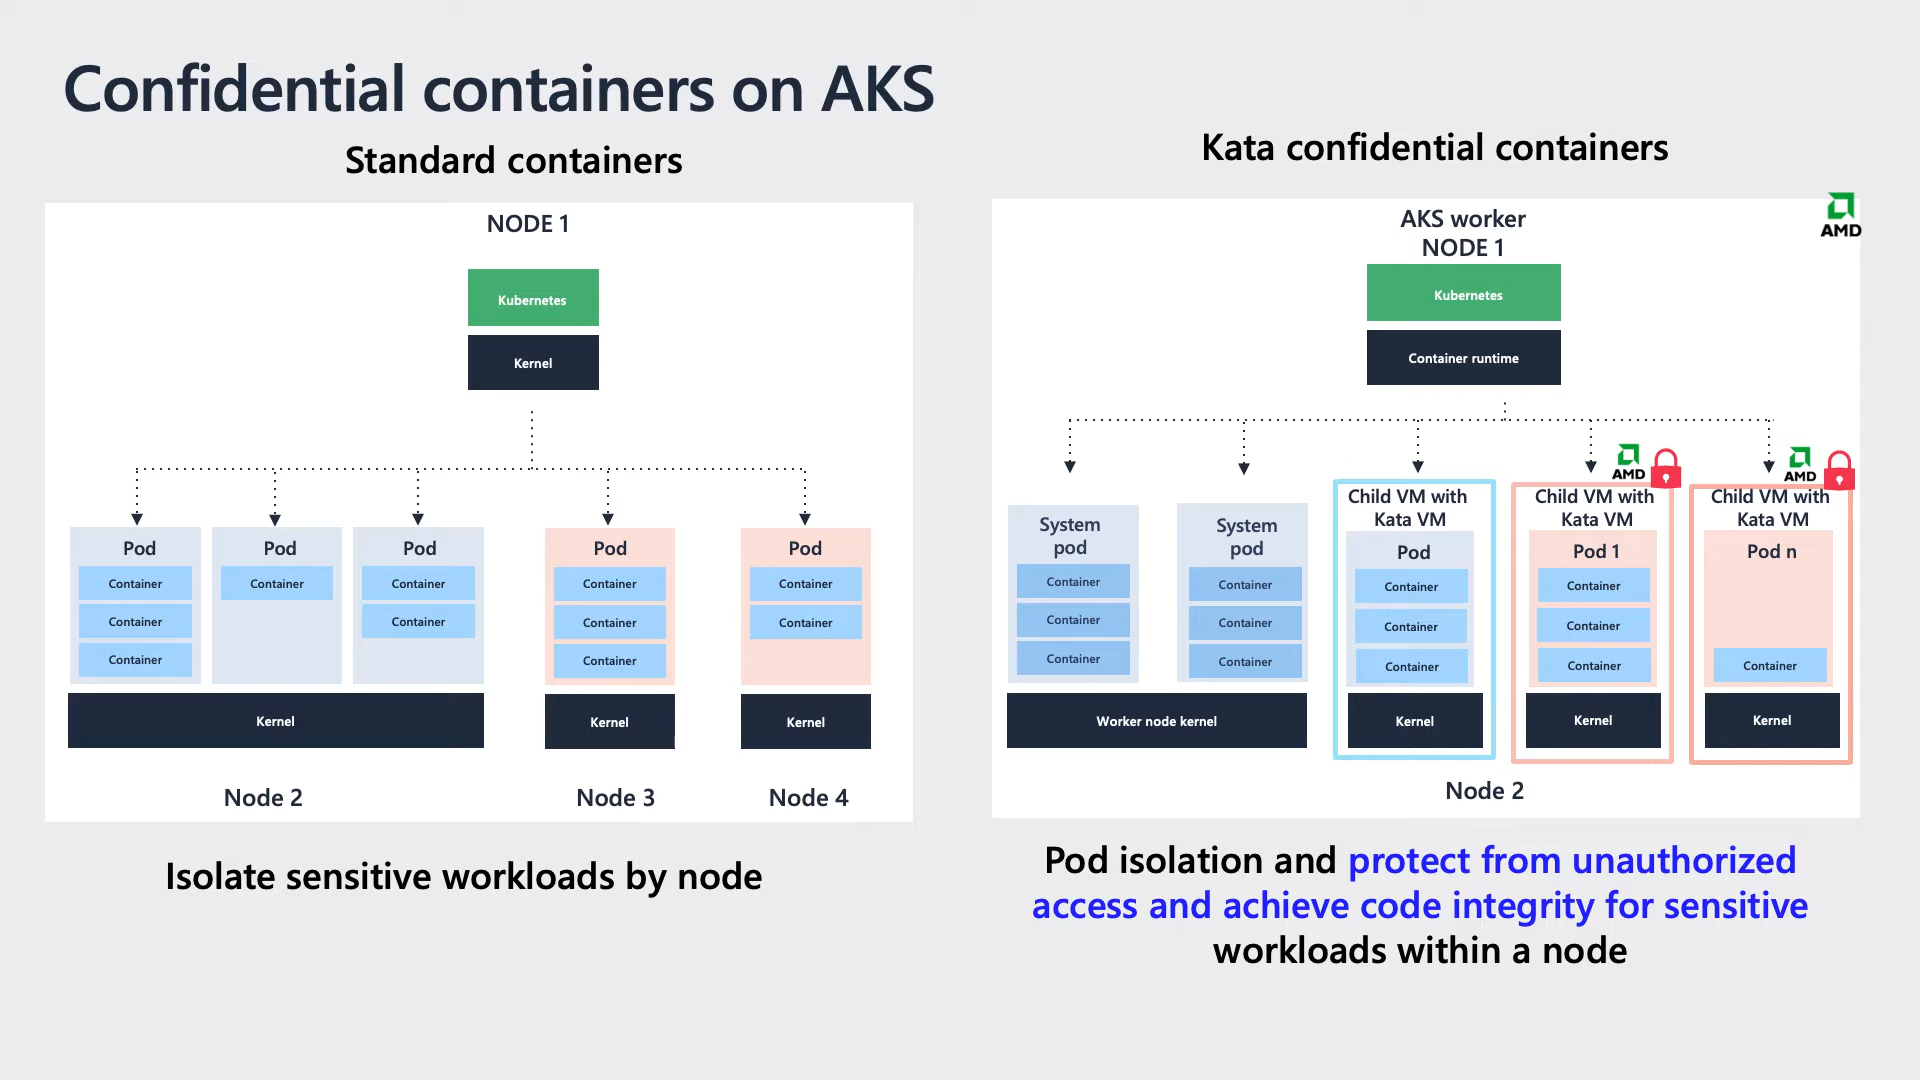 Confidential containers on AKS
Standard containers
NODE 1
Kubernetes
Kernel
Pod
Container
Container
Container
Pod
Container
Pod
Container
Container
Kernel
Node 2
Pod
Container
Container
Container
Kernel
Node 3
Pod
Container
Container
Kernel
Node 4
Isolate sensitive workloads by node
Kata confidential containers
AMD
AKS worker
NODE 1
Kubernetes
Container runtime
System
pod
Container
Container
Container
System
pod
Container
Container
Container
Worker node kernel
Child VM with
Kata VM
Pod
Container
Container
Container
Kernel
AMD
Child VM with
Kata VM
Pod 1
Container
Container
Container
Kernel
AMD
Child VM with
Kata VM
Pod n
Container
Kernel
Node 2
Pod isolation and protect from unauthorized
access and achieve code integrity for sensitive
workloads within a node